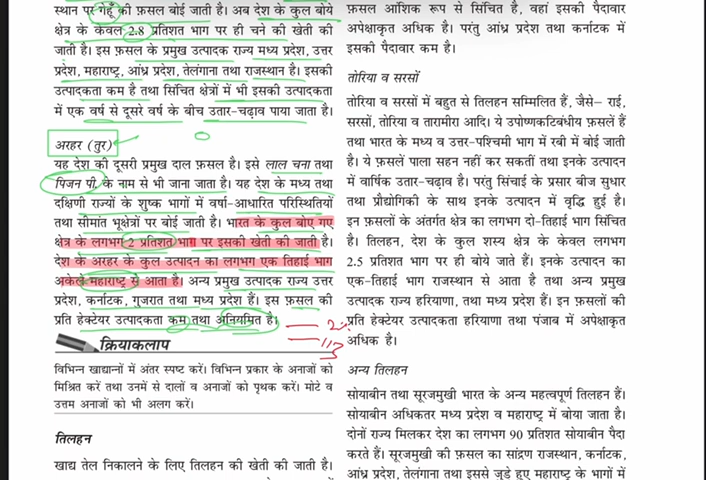 स्थान पर गेहूँ की फ़सल बोई जाती है। अब देश के कुल बोये
क्षेत्र के केवल 2.8 प्रतिशत भाग पर ही चने की खेती की
जाती है। इस फ़सल के प्रमुख उत्पादक राज्य मध्य प्रदेश, उत्तर
प्रदेश, महाराष्ट्र, आंध्र प्रदेश, तेलंगाना तथा राजस्थान है। इसकी
उत्पादकता कम है तथा सिंचित क्षेत्रों में भी इसकी उत्पादकता
में एक वर्ष से दूसरे वर्ष के बीच उतार-चढ़ाव पाया जाता है।
अरहर (तुर)
यह देश की दूसरी प्रमुख दाल फ़सल है। इसे लाल चना तथा
पिजन पी. के नाम से भी जाना जाता है। यह देश के मध्य तथा
दक्षिणी राज्यों के शुष्क भागों में वर्षा-आधारित परिस्थितियों
तथा सीमांत भूक्षेत्रों पर बोई जाती है। भारत के कुल बोए गए
क्षेत्र के लगभग 2 प्रतिशत भाग पर इसकी खेती की जाती है।
देश के अरहर के कुल उत्पादन का लगभग एक तिहाई भाग
अकेले महाराष्ट्र से आता है। अन्य प्रमुख उत्पादक राज्य उत्तर
प्रदेश, कर्नाटक, गुजरात तथा मध्य प्रदेश हैं। इस फ़सल की
प्रति हेक्टेयर उत्पादकता कम तथा अनियमित है।
2%
1/3
क्रियाकलाप
विभिन्न खाद्यान्नों में अंतर स्पष्ट करें। विभिन्न प्रकार के अनाजों को
मिश्रित करें तथा उनमें से दालों व अनाजों को पृथक करें। मोटे व
उत्तम अनाजों को भी अलग करें।
तिलहन
खाद्य तेल निकालने के लिए तिलहन की खेती की जाती है।
फ़सल आंशिक रूप से सिंचित है, वहां इसकी पैदावार
अपेक्षाकृत अधिक है। परंतु आंध्र प्रदेश तथा कर्नाटक में
इसकी पैदावार कम है।
तोरिया व सरसों
तोरिया व सरसों में बहुत से तिलहन सम्मिलित हैं, जैसे– राई,
सरसों, तोरिया व तारामीरा आदि। ये उपोष्णकटिबंधीय फ़सलें हैं
तथा भारत के मध्य व उत्तर-पश्चिमी भाग में रबी में बोई जाती
है। ये फ़सलें पाला सहन नहीं कर सकतीं तथा इनके उत्पादन
में वार्षिक उतार-चढ़ाव है। परंतु सिंचाई के प्रसार बीज सुधार
तथा प्रौद्योगिकी के साथ इनके उत्पादन में वृद्धि हुई है।
इन फ़सलों के अंतर्गत क्षेत्र का लगभग दो-तिहाई भाग सिंचित
है। तिलहन, देश के कुल शस्य क्षेत्र के केवल लगभग
2.5 प्रतिशत भाग पर ही बोये जाते हैं। इनके उत्पादन का
एक-तिहाई भाग राजस्थान से आता है तथा अन्य प्रमुख
उत्पादक राज्य हरियाणा, तथा मध्य प्रदेश हैं। इन फ़सलों की
प्रति हेक्टेयर उत्पादकता हरियाणा तथा पंजाब में अपेक्षाकृत
अधिक है।
अन्य तिलहन
सोयाबीन तथा सूरजमुखी भारत के अन्य महत्वपूर्ण तिलहन हैं।
सोयाबीन अधिकतर मध्य प्रदेश व महाराष्ट्र में बोया जाता है।
दोनों राज्य मिलकर देश का लगभग 90 प्रतिशत सोयाबीन पैदा
करते हैं। सूरजमुखी की फ़सल का सांद्रण राजस्थान, कर्नाटक,
आंध्र प्रदेश, तेलंगाना तथा इससे जुड़े हुए महाराष्ट्र के भागों में